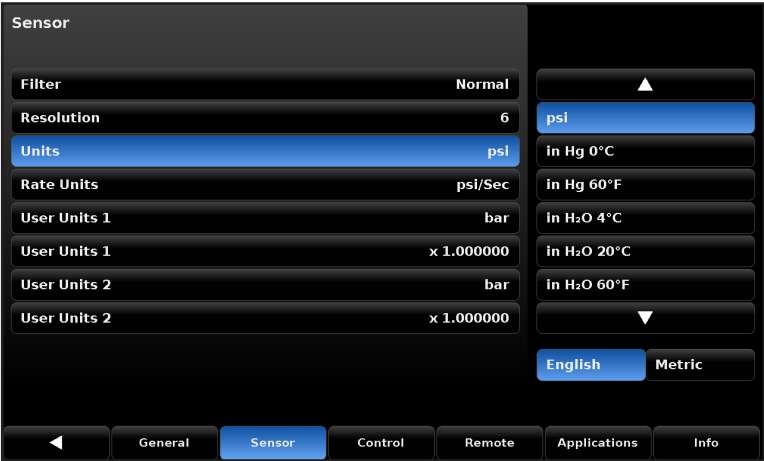 Sensor
Filter Normal
Resolution 6
Units psi
Rate Units psi/Sec
User Units 1 bar
User Units 1 x 1.000000
User Units 2 bar
User Units 2 x 1.000000
psi
in Hg 0°C
in Hg 60°F
in H₂O 4°C
in H₂O 20°C
in H₂O 60°F
English Metric
General Sensor Control Remote Applications Info